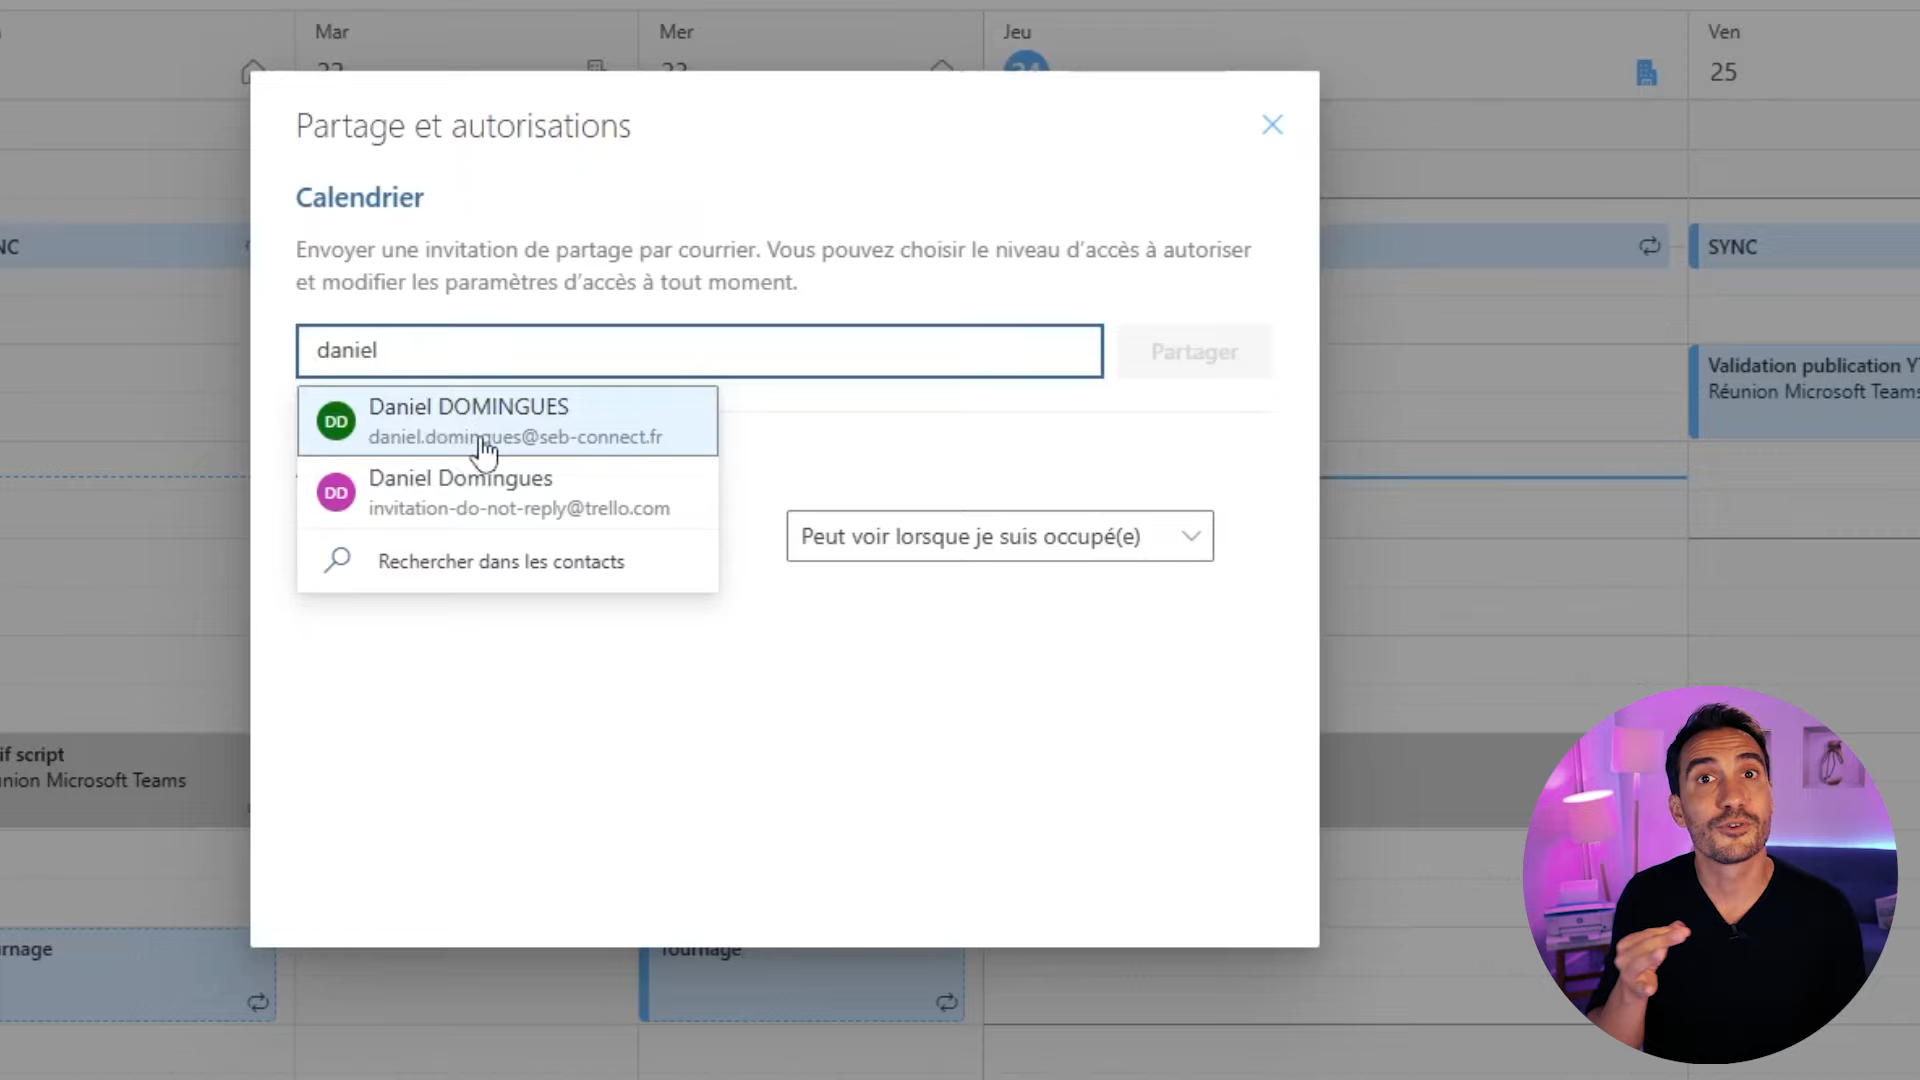 Mar
Mer
Jeu
Ven
25
Partage et autorisations
Calendrier
Envoyer une invitation de partage par courrier. Vous pouvez choisir le niveau d'accès à autoriser
et modifier les paramètres d'accès à tout moment.
daniel
Partager
DD
Daniel DOMINGUES
daniel.domingues@seb-connect.fr
DD
Daniel Domingues
invitation-do-not-reply@trello.com
Rechercher dans les contacts
Peut voir lorsque je suis occupé(e)
NC
SYNC
Validation publication Y
Réunion Microsoft Teams
if script
union Microsoft Teams
rnage
Tournage